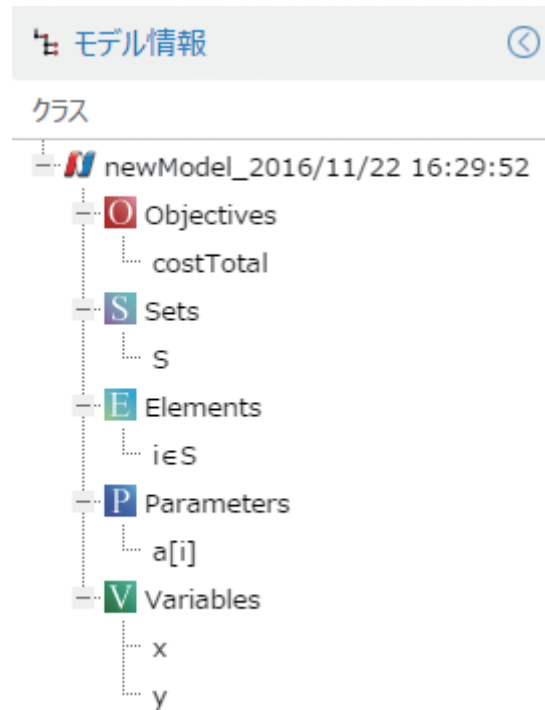 モデル情報
クラス
newModel_2016/11/22 16:29:52
O Objectives
costTotal
S Sets
S
E Elements
i∈S
P Parameters
a[i]
V Variables
x
y